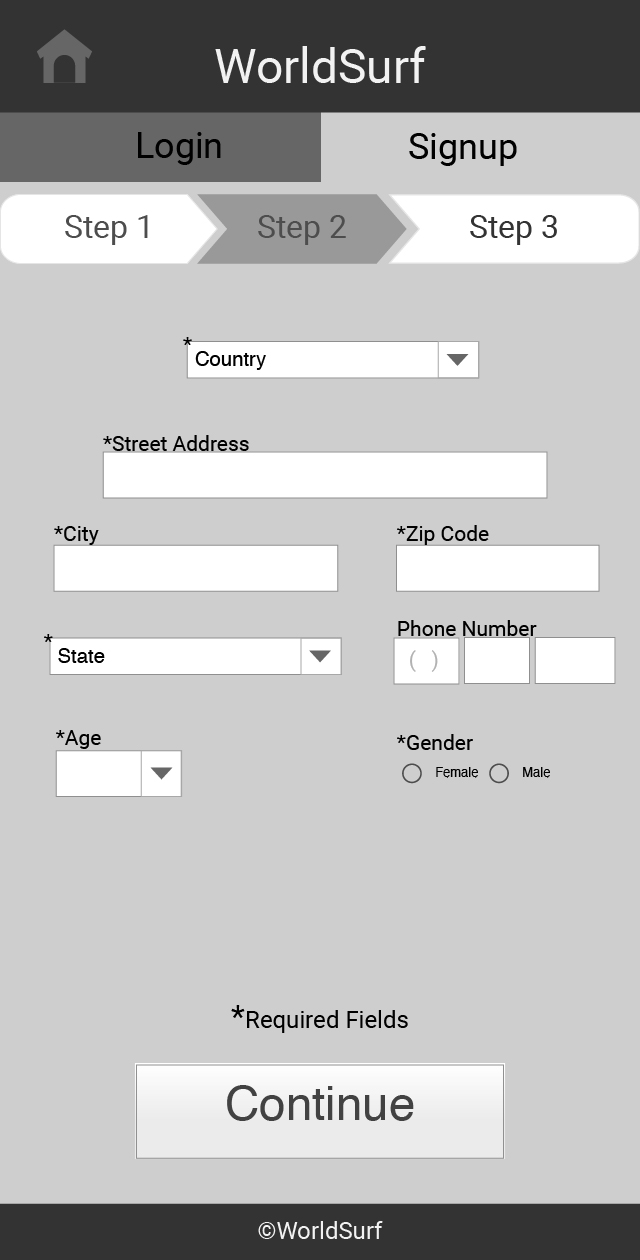 WorldSurf
Login Signup
Step 1 Step 2 Step 3
* Country
*Street Address
*City *Zip Code
* State
Phone Number
( )
*Age
*Gender
Female Male
*Required Fields
Continue
©WorldSurf